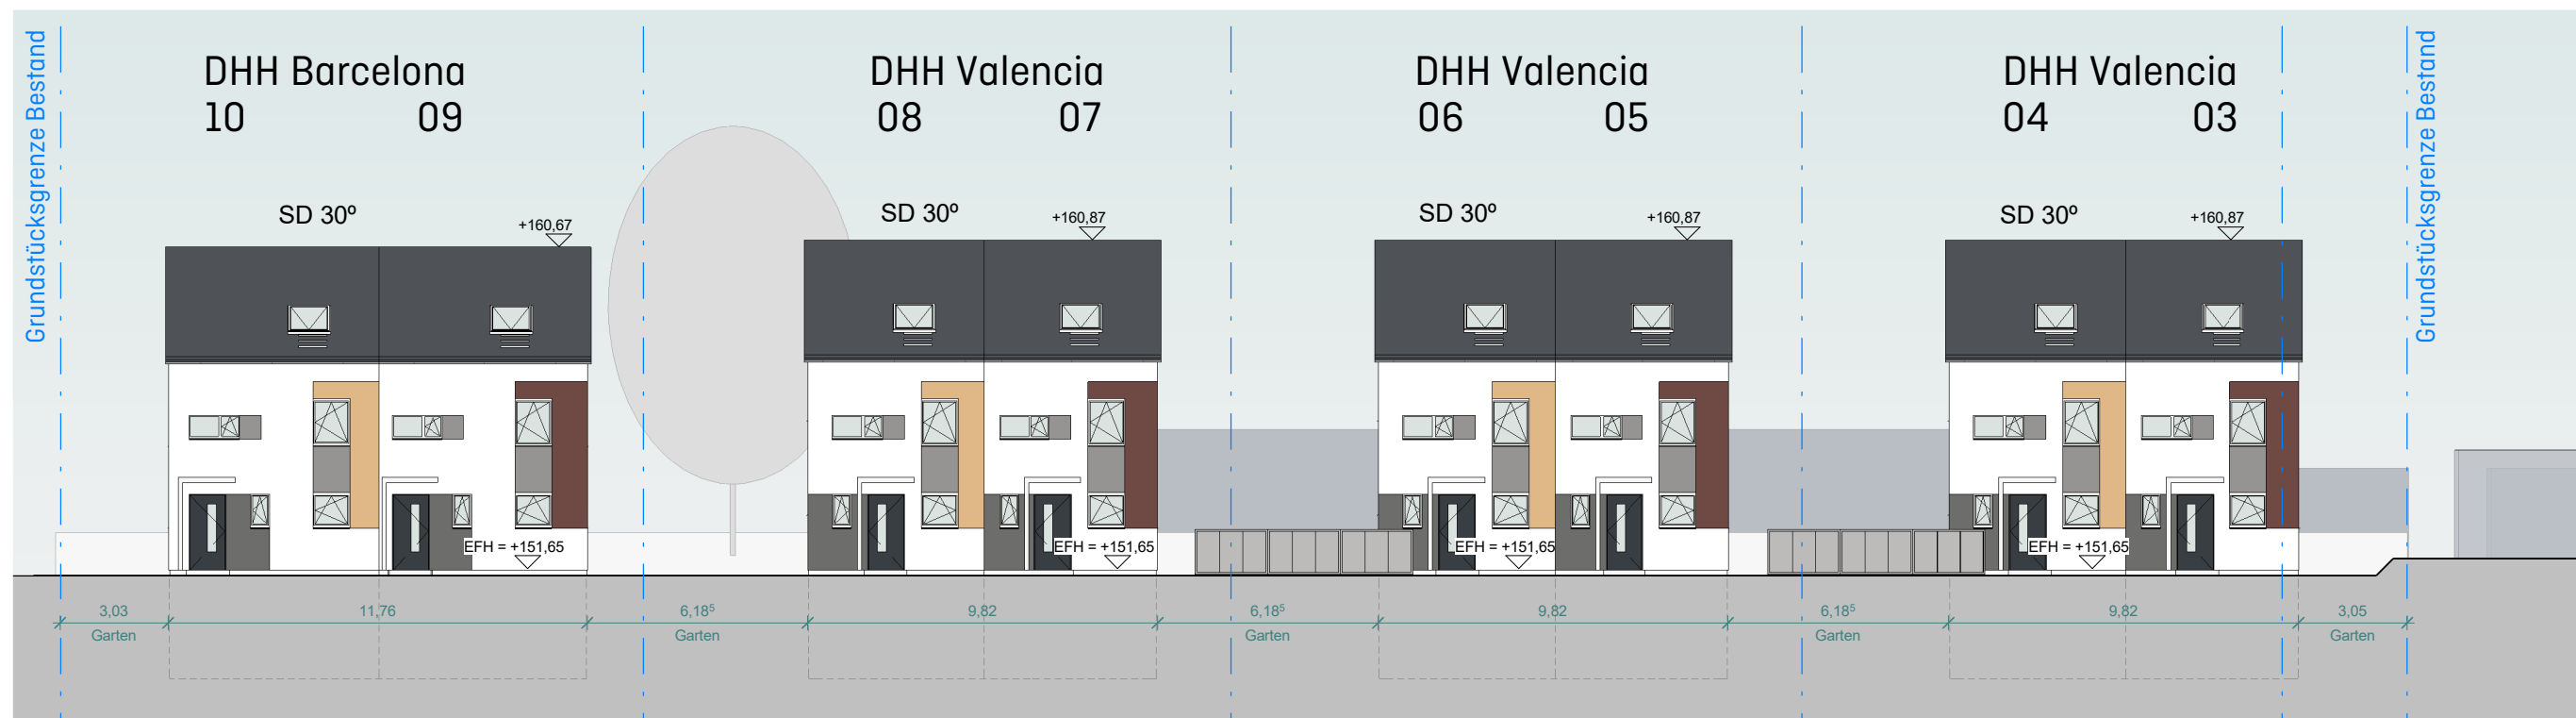 Grundstücksgrenze Bestand
DHH Barcelona
10 09
DHH Valencia
08 07
DHH Valencia
06 05
DHH Valencia
04 03
Grundstücksgrenze Bestand
SD 30º
+160,67
SD 30º
+160,87
SD 30º
+160,87
SD 30º
+160,87
EFH = +151,65
EFH = +151,65
EFH = +151,65
EFH = +151,65
3,03
Garten
11,76
6,18⁵
Garten
9,82
6,18⁵
Garten
9,82
6,18⁵
Garten
9,82
3,05
Garten